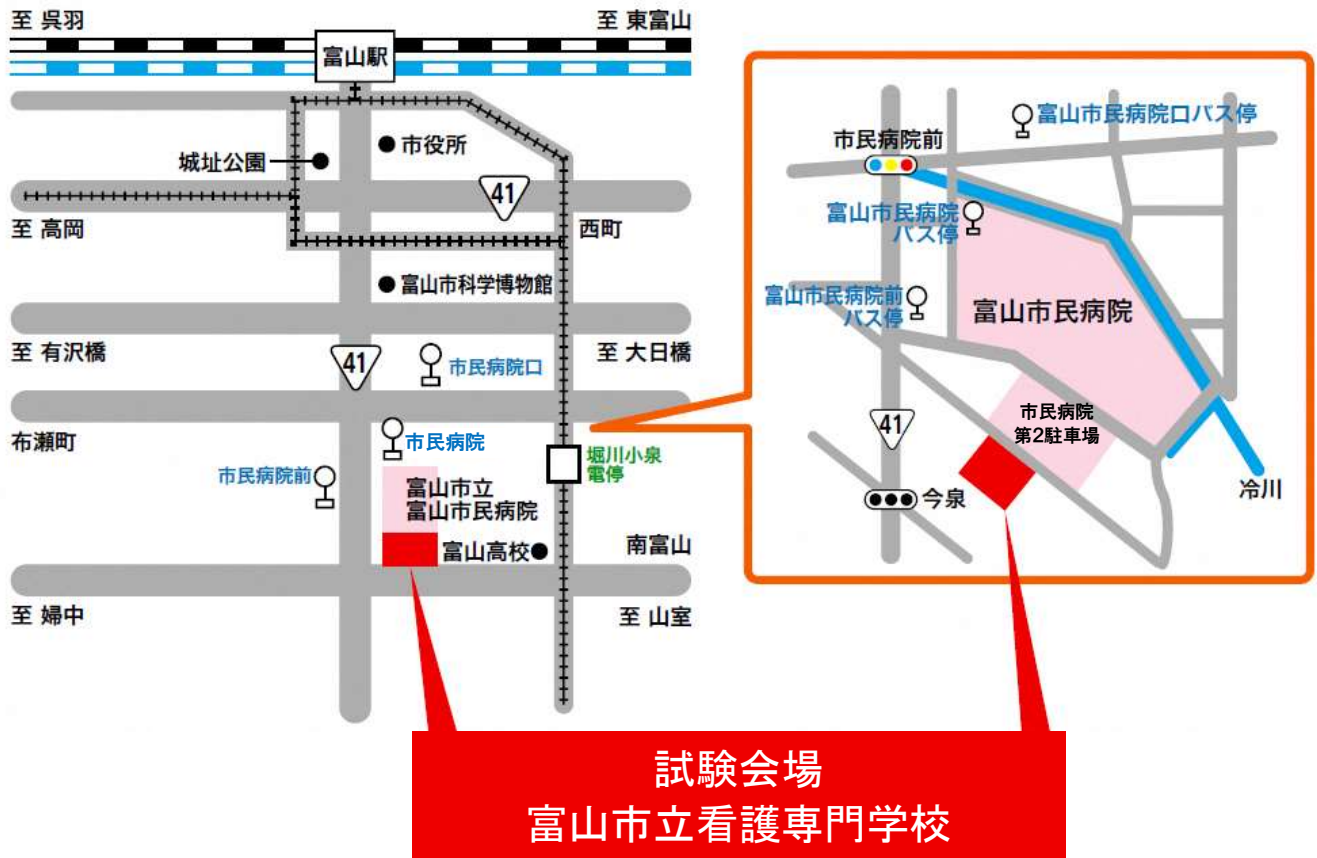 至 呉羽
至 東富山
富山駅
城址公園
市役所
41
至 高岡
西町
富山市科学博物館
至 有沢橋
41
市民病院口
至 大日橋
布瀬町
市民病院
市民病院前
堀川小泉
電停
富山市立
富山市民病院
富山高校
南富山
至 婦中
至 山室
富山市民病院口バス停
市民病院前
富山市民病院
バス停
富山市民病院前
バス停
富山市民病院
市民病院
第2駐車場
41
今泉
冷川
試験会場
富山市立看護専門学校